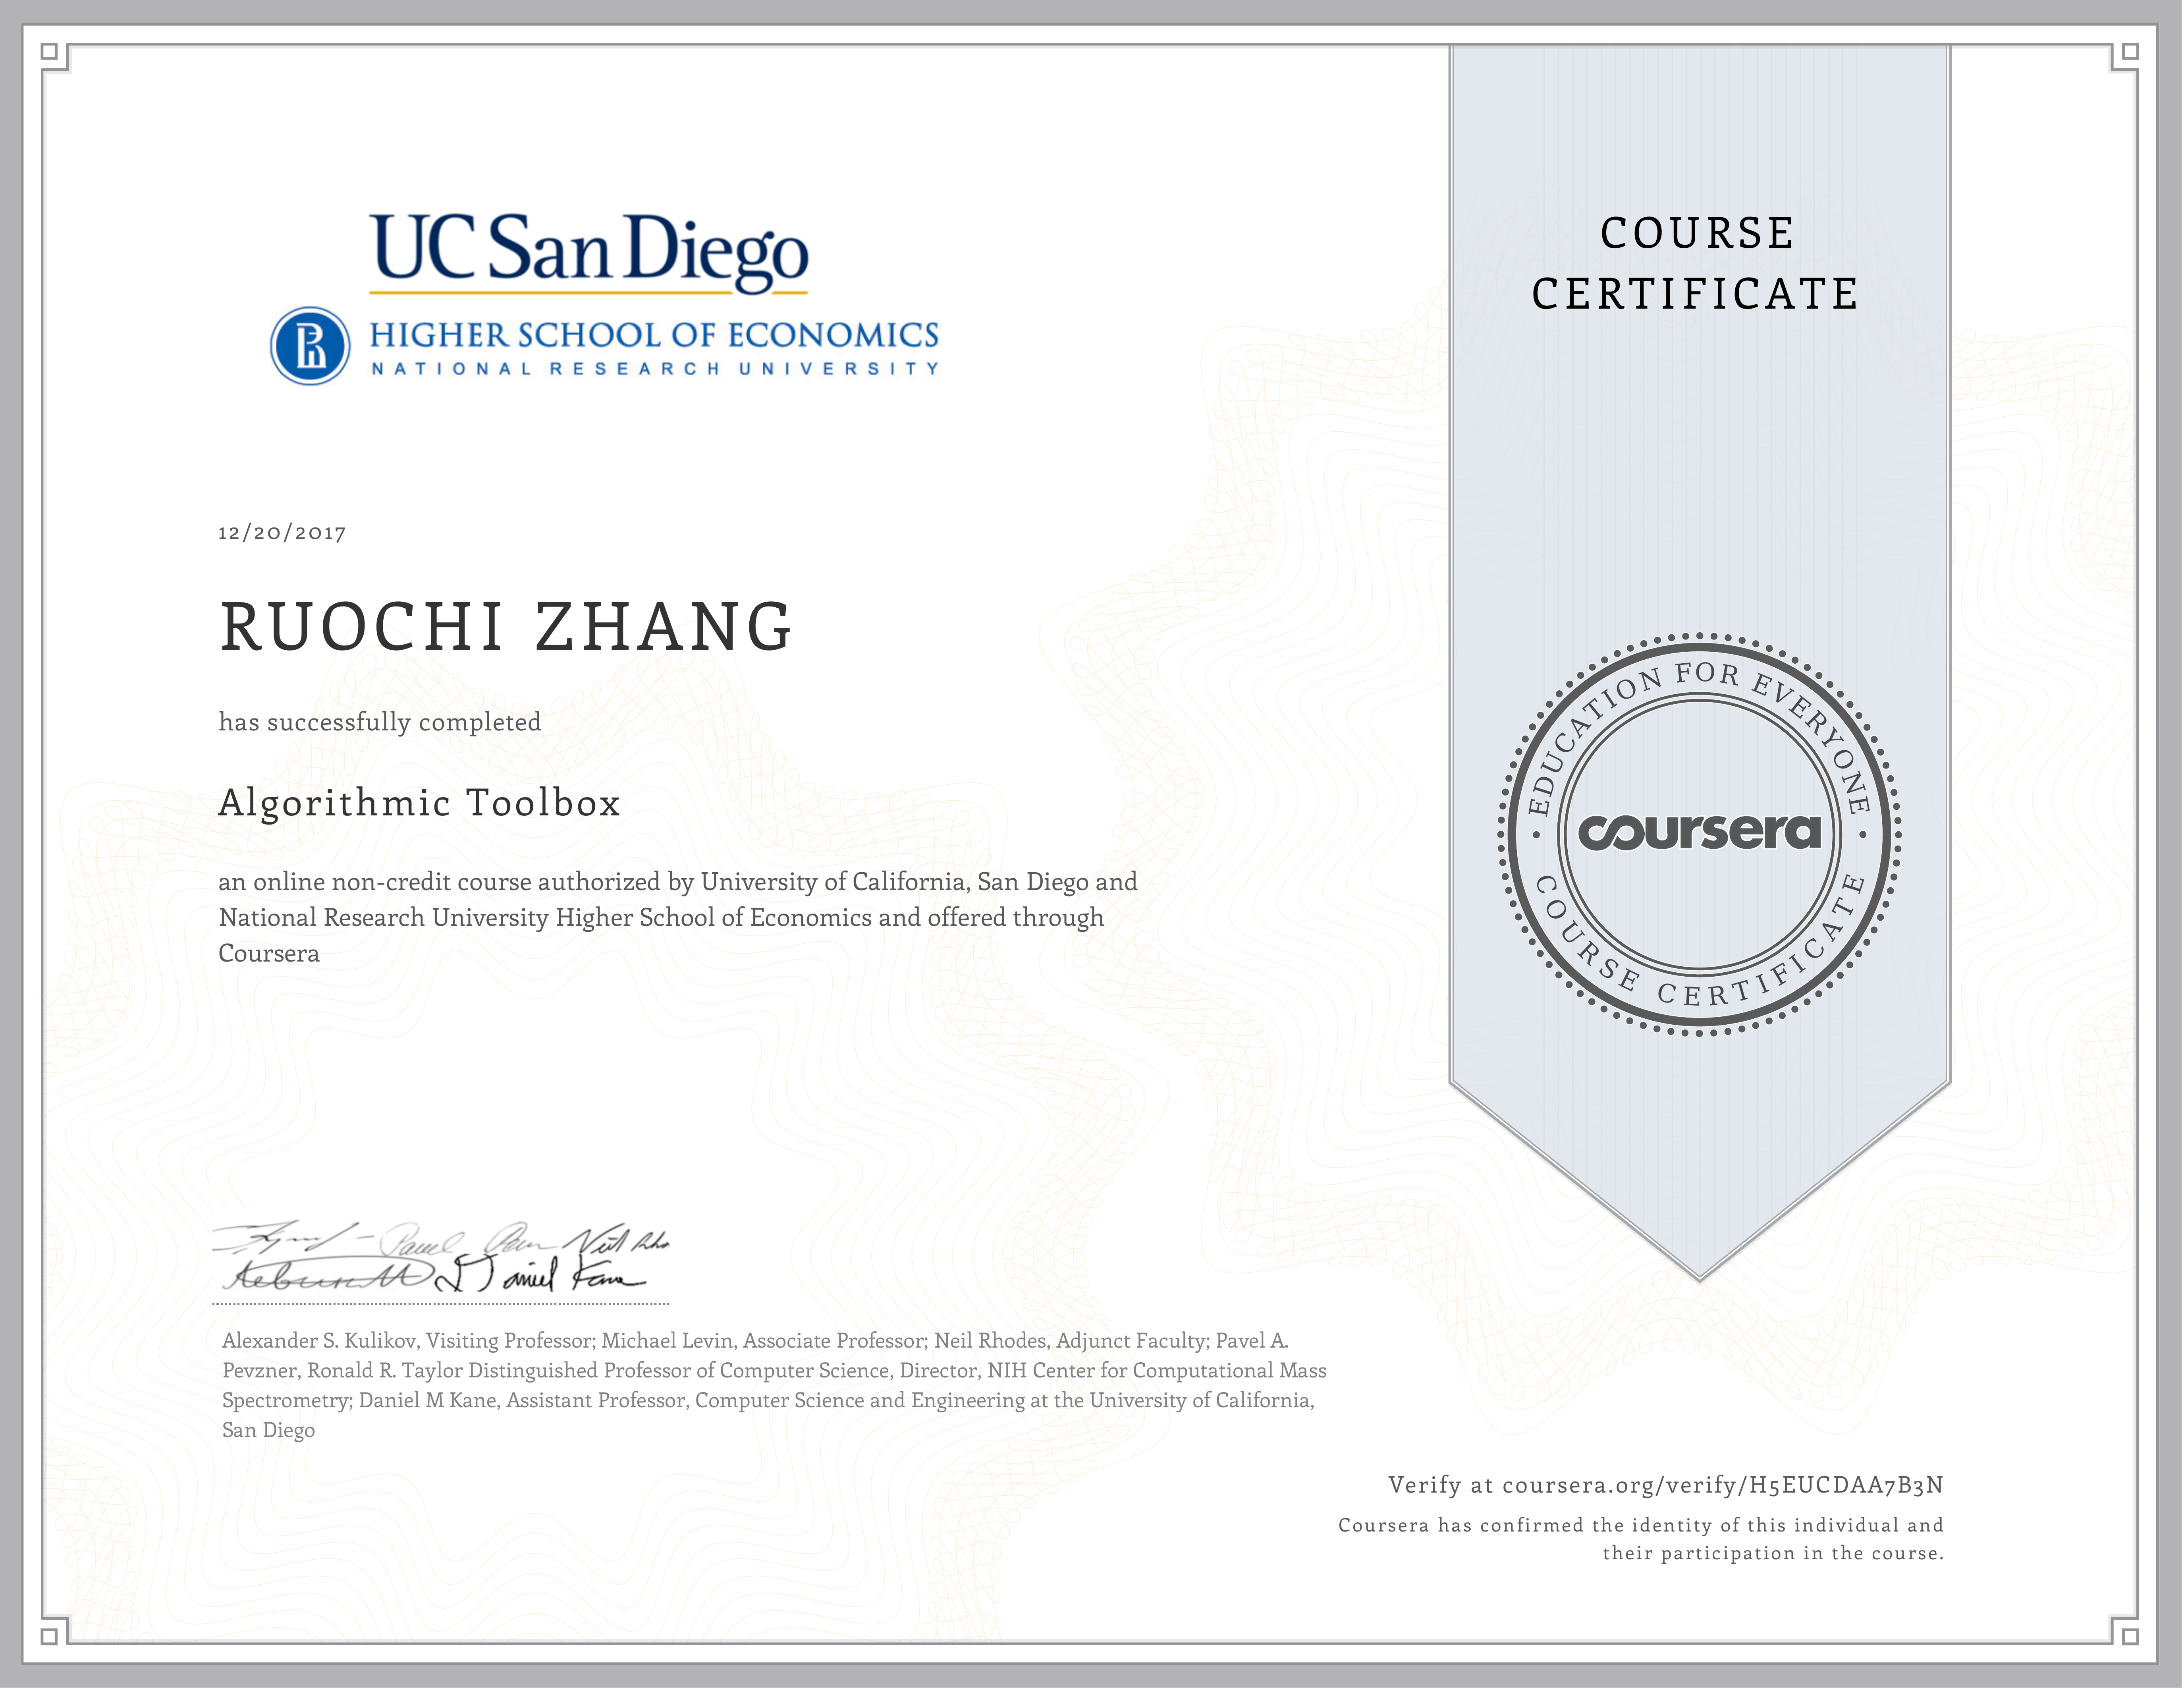 UC San Diego
HIGHER SCHOOL OF ECONOMICS
NATIONAL RESEARCH UNIVERSITY
COURSE
CERTIFICATE
12/20/2017
RUOCHI ZHANG
has successfully completed
Algorithmic Toolbox
an online non-credit course authorized by University of California, San Diego and
National Research University Higher School of Economics and offered through
Coursera
EDUCATION FOR EVERYONE
coursera
COURSE CERTIFICATE
Daniel Kane
Alexander S. Kulikov, Visiting Professor; Michael Levin, Associate Professor; Neil Rhodes, Adjunct Faculty; Pavel A.
Pevzner, Ronald R. Taylor Distinguished Professor of Computer Science, Director, NIH Center for Computational Mass
Spectrometry; Daniel M Kane, Assistant Professor, Computer Science and Engineering at the University of California,
San Diego
Verify at coursera.org/verify/H5EUCDAA7B3N
Coursera has confirmed the identity of this individual and
their participation in the course.